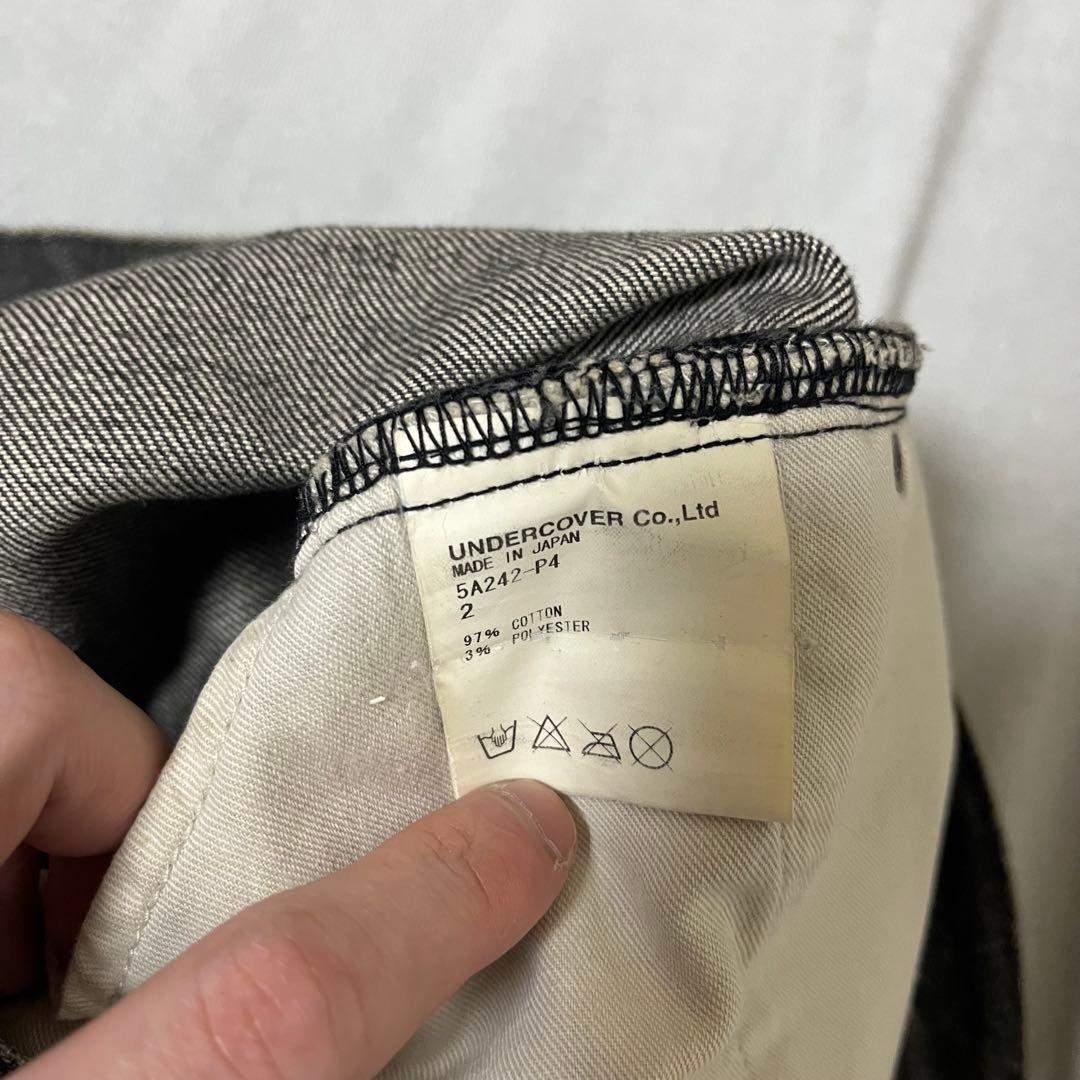 UNDERCOVER Co.,Ltd
MADE IN JAPAN
5A242-P4
2
97% COTTON
3% POLYESTER